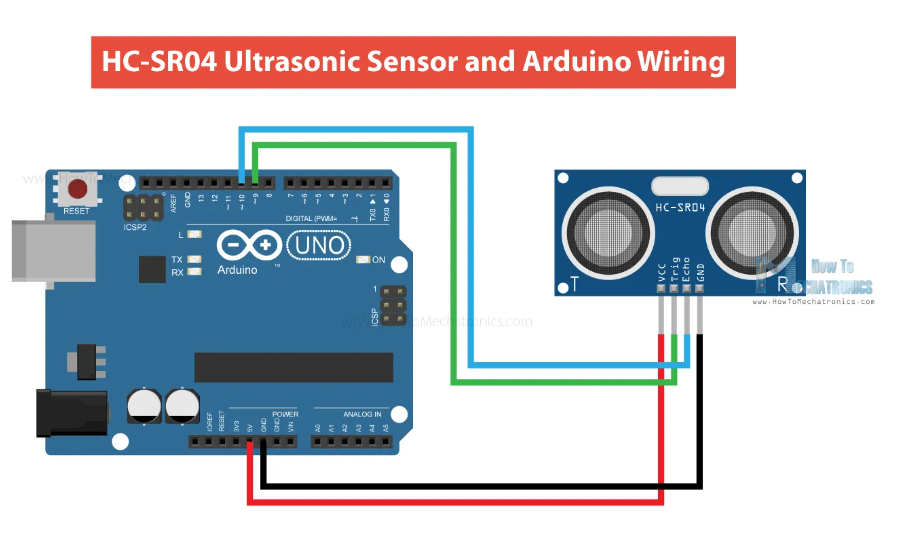 HC-SR04 Ultrasonic Sensor and Arduino Wiring
RESET
ICSP2
AREF
GND
13
12
~11
~10
~9
8
7
~6
~5
4
~3
2
TX0 ▶ 1
RX0 ◀ 0
DIGITAL (PWM=
L
TX
RX
UNO
Arduino
™
ON
1
ICSP
www.HowToMechatronics.com
POWER
ANALOG IN
IOREF
RESET
3V3
5V
GND
GND
VIN
A0
A1
A2
A3
A4
A5
HC-SR04
VCC
Trig
Echo
GND
T
R
How To
MECHATRONICS
www.HowToMechatronics.com